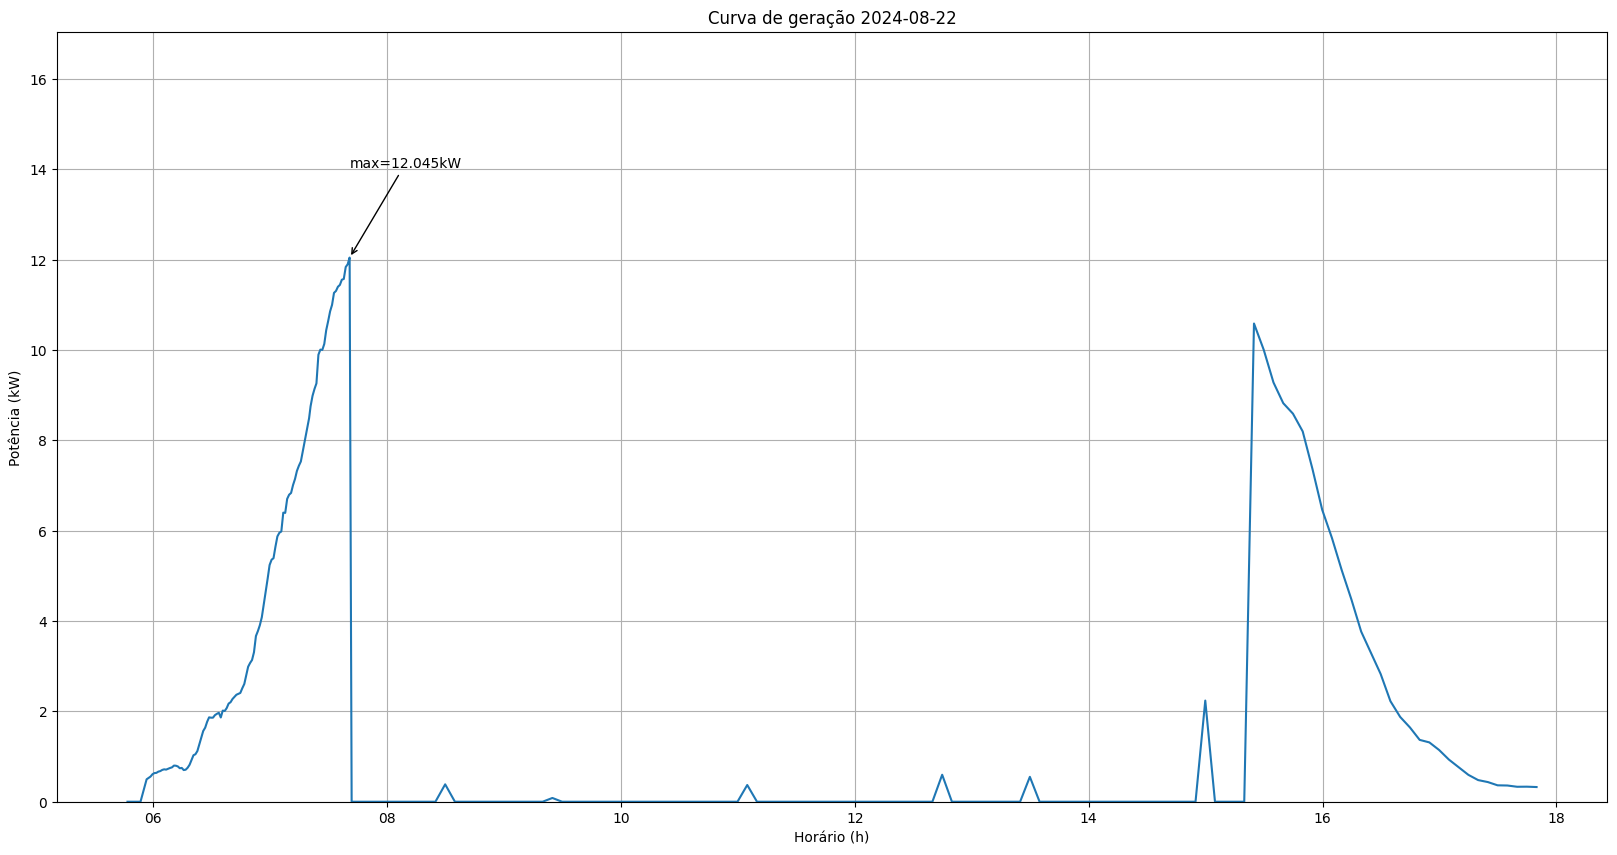 Curva de geração 2024-08-22
16
14
12
10
8
6
4
2
0
Potência (kW)
max=12.045kW
06 08 10 12 14 16 18
Horário (h)